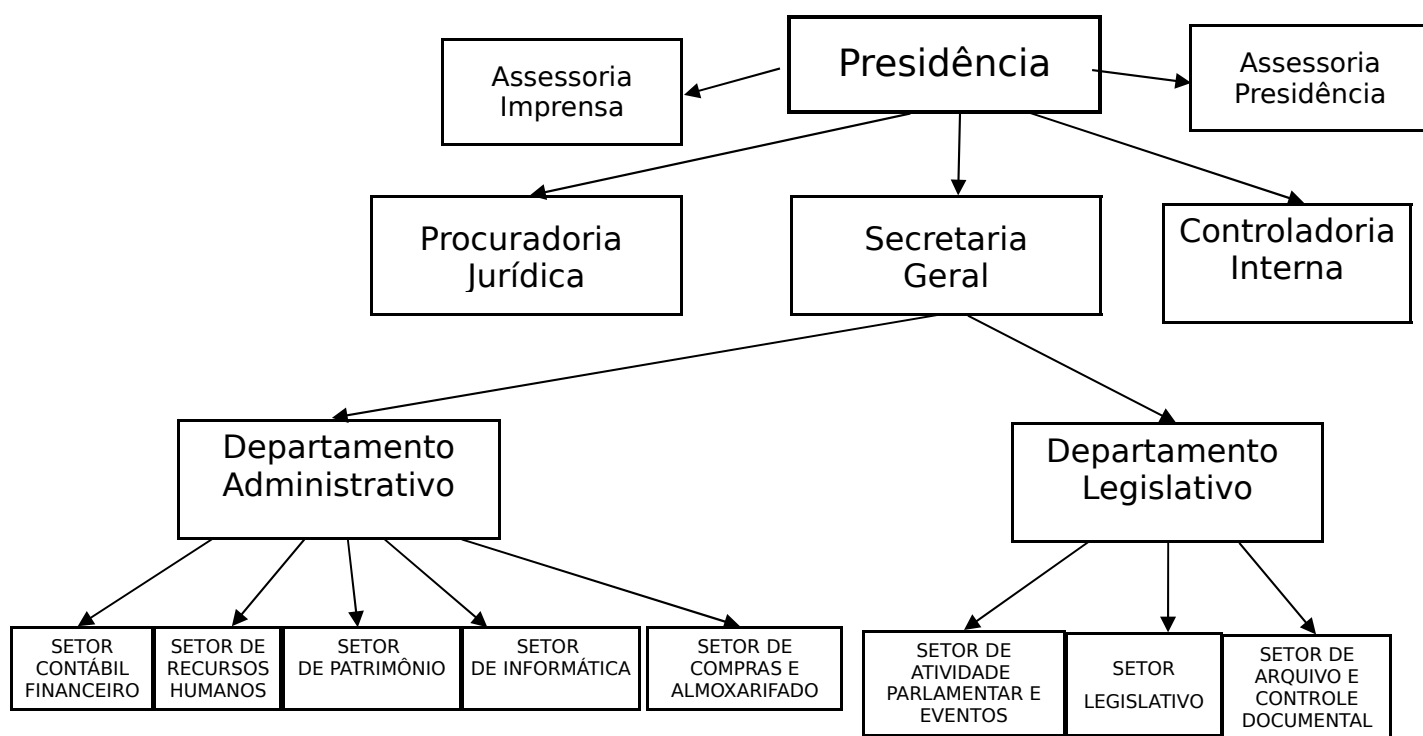 Presidência
Assessoria
Imprensa
Assessoria
Presidência
Procuradoria
Jurídica
Secretaria
Geral
Controladoria
Interna
Departamento
Administrativo
Departamento
Legislativo
SETOR
CONTÁBIL
FINANCEIRO
SETOR DE
RECURSOS
HUMANOS
SETOR
DE PATRIMÔNIO
SETOR
DE INFORMÁTICA
SETOR DE
COMPRAS E
ALMOXARIFADO
SETOR DE
ATIVIDADE
PARLAMENTAR E
EVENTOS
SETOR
LEGISLATIVO
SETOR DE
ARQUIVO E
CONTROLE
DOCUMENTAL